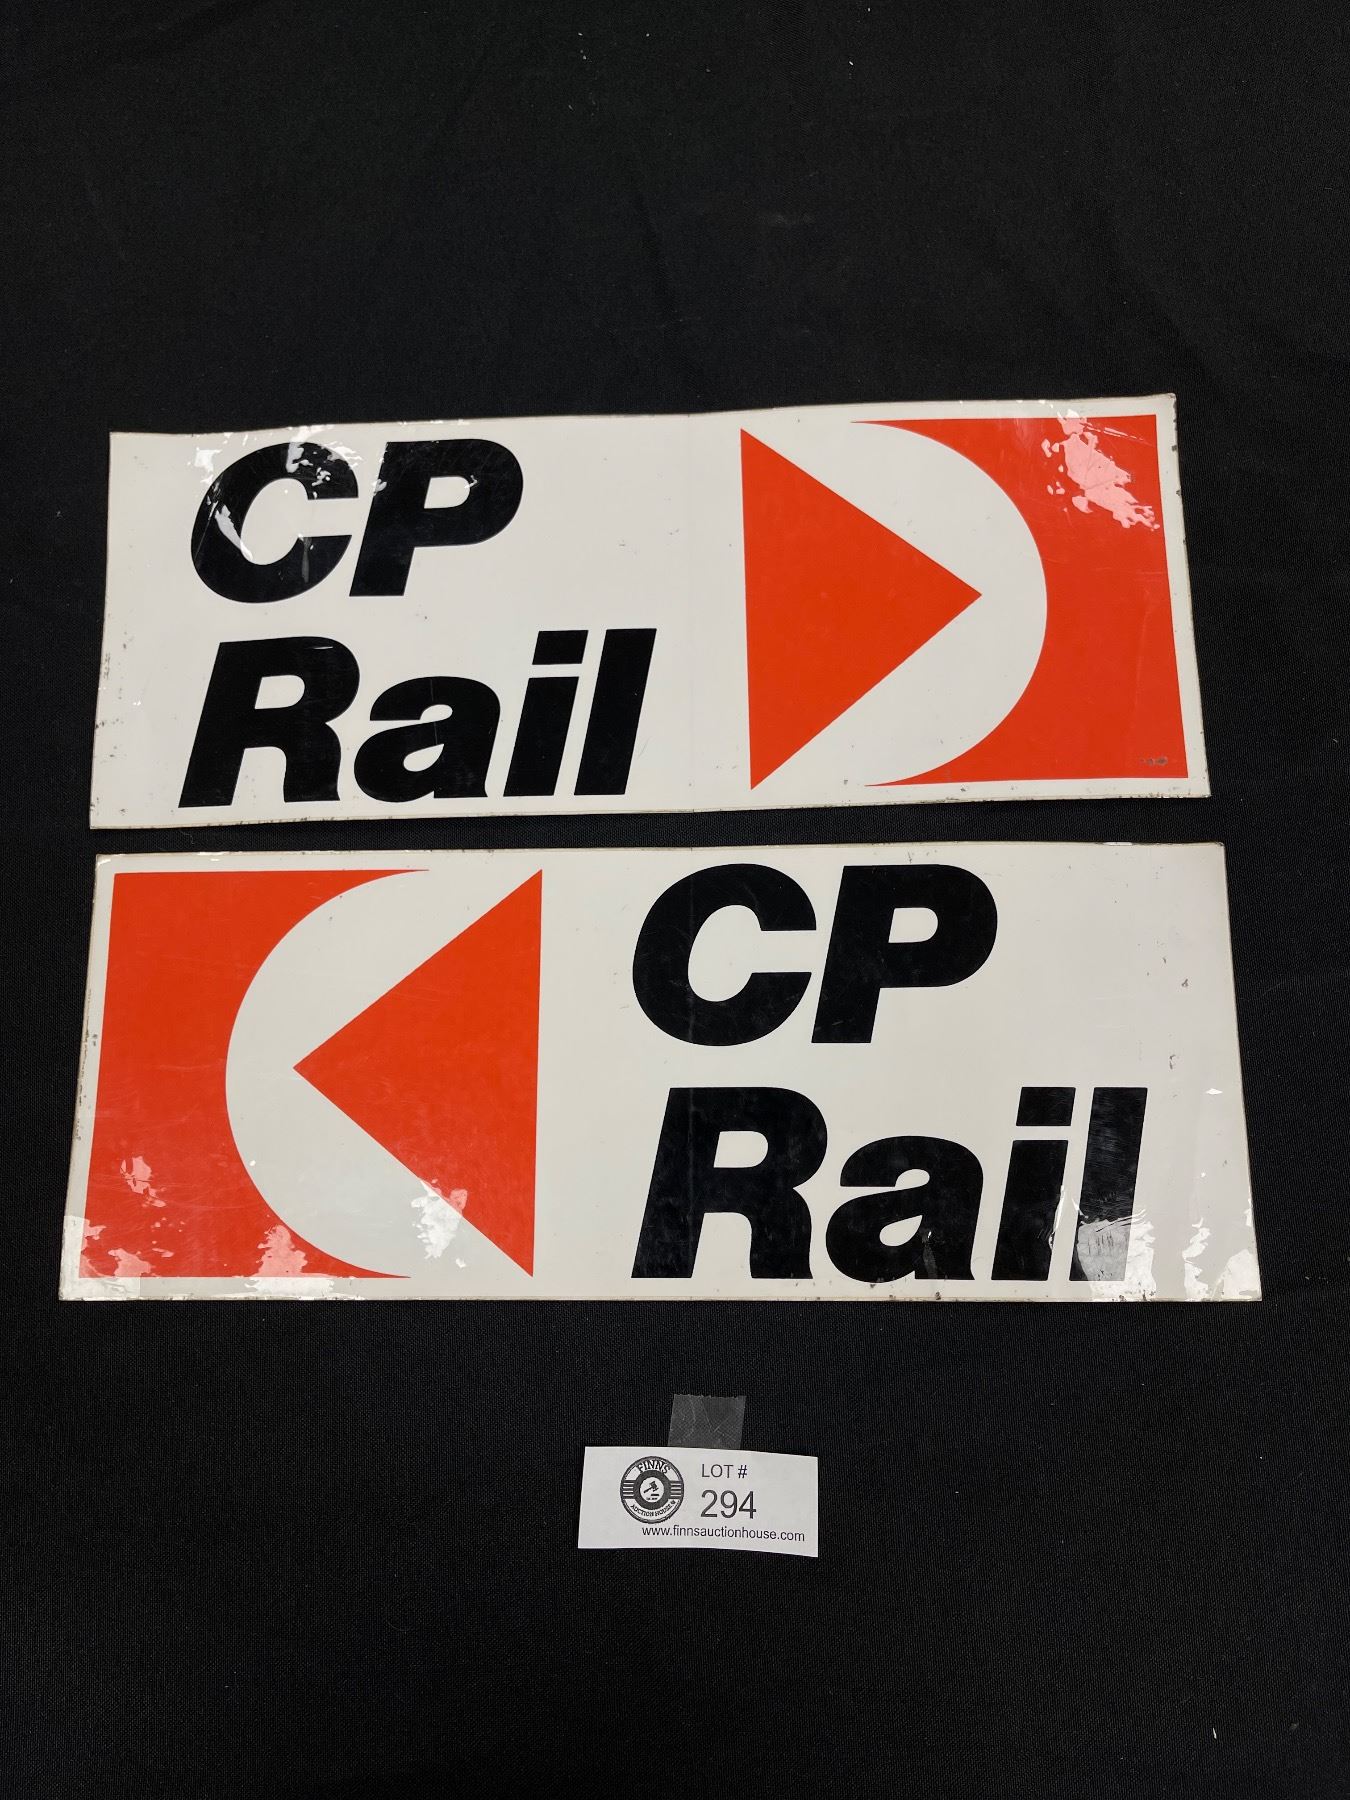 CP
Rail
CP
Rail
FINNS
AUCTION HOUSE
LOT #
294
www.finnsauctionhouse.com